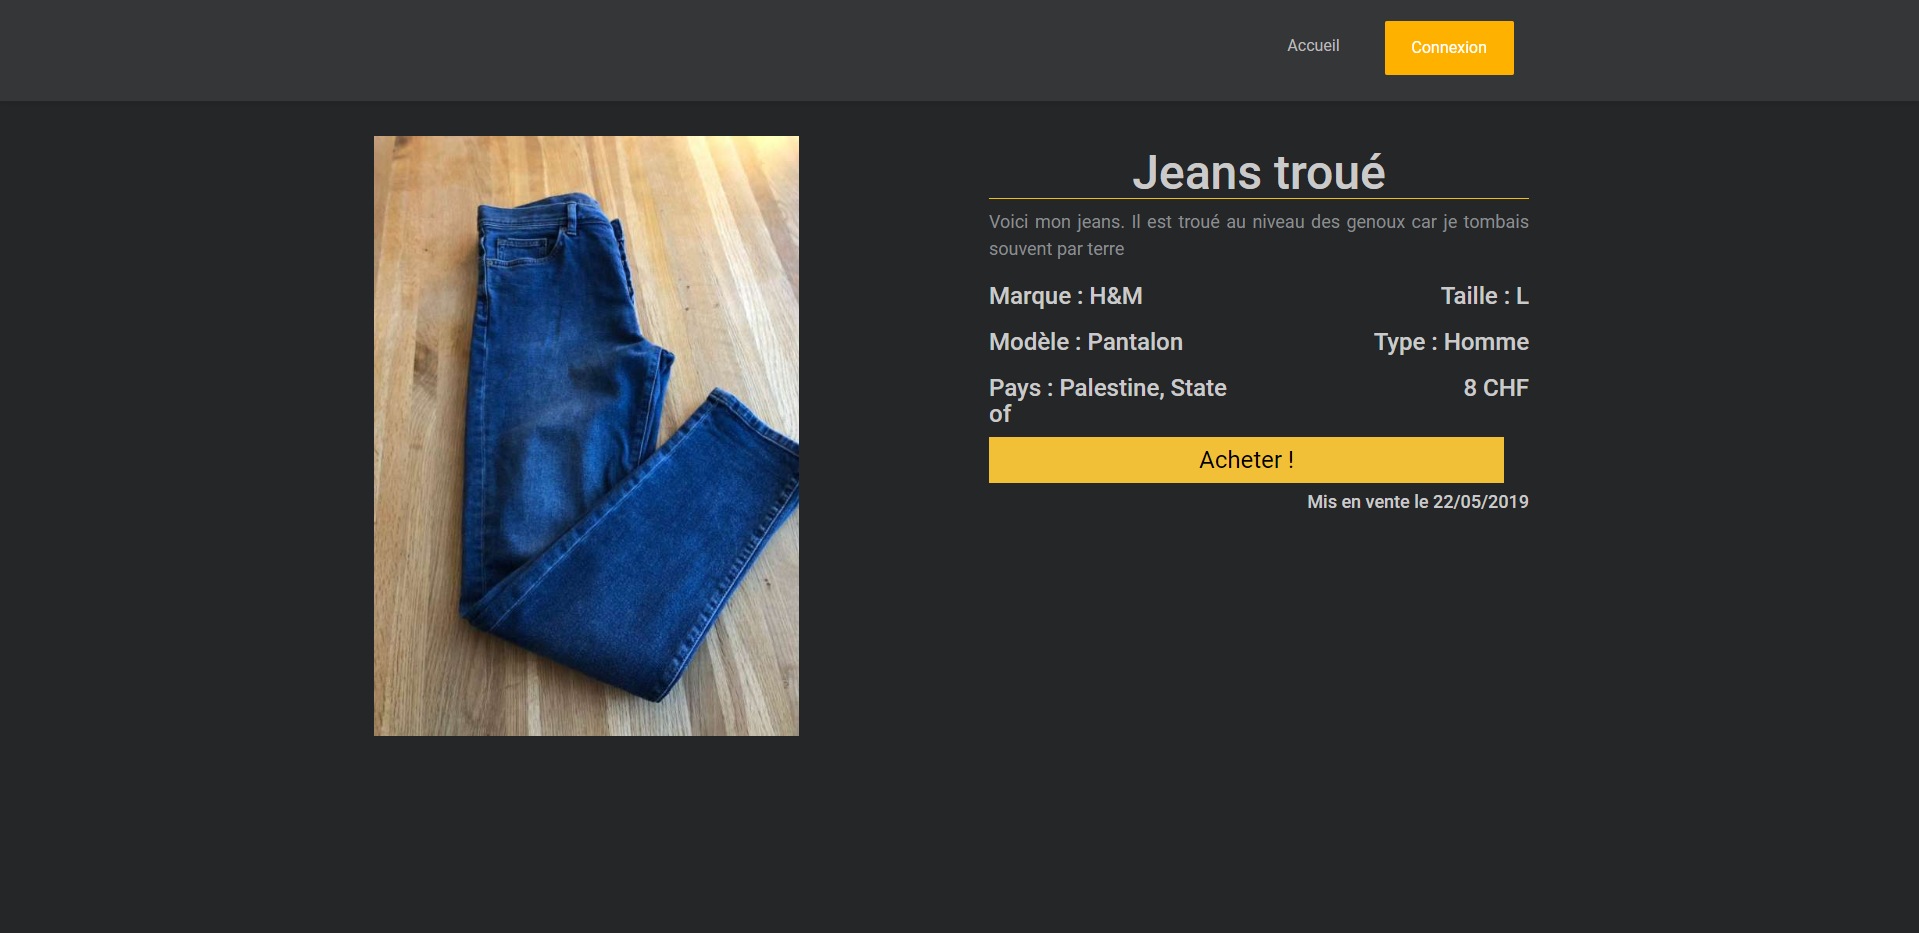 Accueil
Connexion
Jeans troué
Voici mon jeans. Il est troué au niveau des genoux car je tombais
souvent par terre
Marque : H&M
Taille : L
Modèle : Pantalon
Type : Homme
Pays : Palestine, State
of
8 CHF
Acheter !
Mis en vente le 22/05/2019